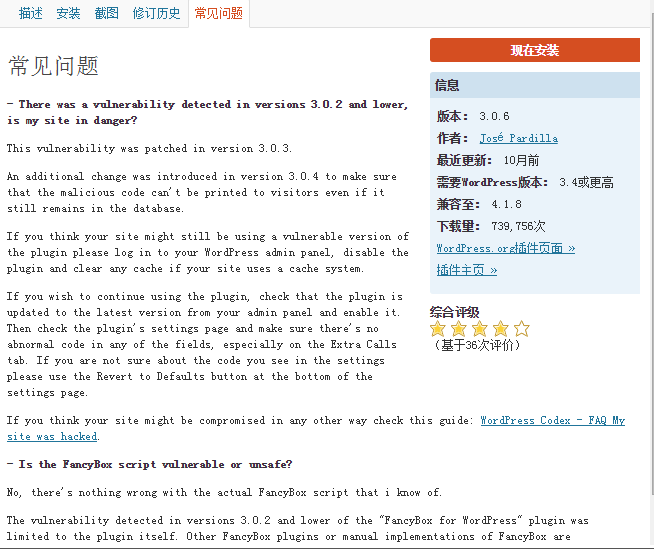 描述 安装 截图 修订历史 常见问题
常见问题
- There was a vulnerability detected in versions 3.0.2 and lower,
is my site in danger?
This vulnerability was patched in version 3.0.3.
An additional change was introduced in version 3.0.4 to make sure
that the malicious code can't be printed to visitors even if it
still remains in the database.
If you think your site might still be using a vulnerable version of
the plugin please log in to your WordPress admin panel, disable the
plugin and clear any cache if your site uses a cache system.
If you wish to continue using the plugin, check that the plugin is
updated to the latest version from your admin panel and enable it.
Then check the plugin's settings page and make sure there's no
abnormal code in any of the fields, especially on the Extra Calls
tab. If you are not sure about the code you see in the settings
please use the Revert to Defaults button at the bottom of the
settings page.
If you think your site might be compromised in any other way check this guide: WordPress Codex - FAQ My
site was hacked.
- Is the FancyBox script vulnerable or unsafe?
No, there's nothing wrong with the actual FancyBox script that i know of.
The vulnerability detected in versions 3.0.2 and lower of the "FancyBox for WordPress" plugin was
limited to the plugin itself. Other FancyBox plugins or manual implementations of FancyBox are
现在安装
信息
版本： 3.0.6
作者： José Pardilla
最近更新： 10月前
需要WordPress版本： 3.4或更高
兼容至： 4.1.8
下载量： 739,756次
WordPress.org插件页面 »
插件主页 »
综合评级
（基于36次评价）